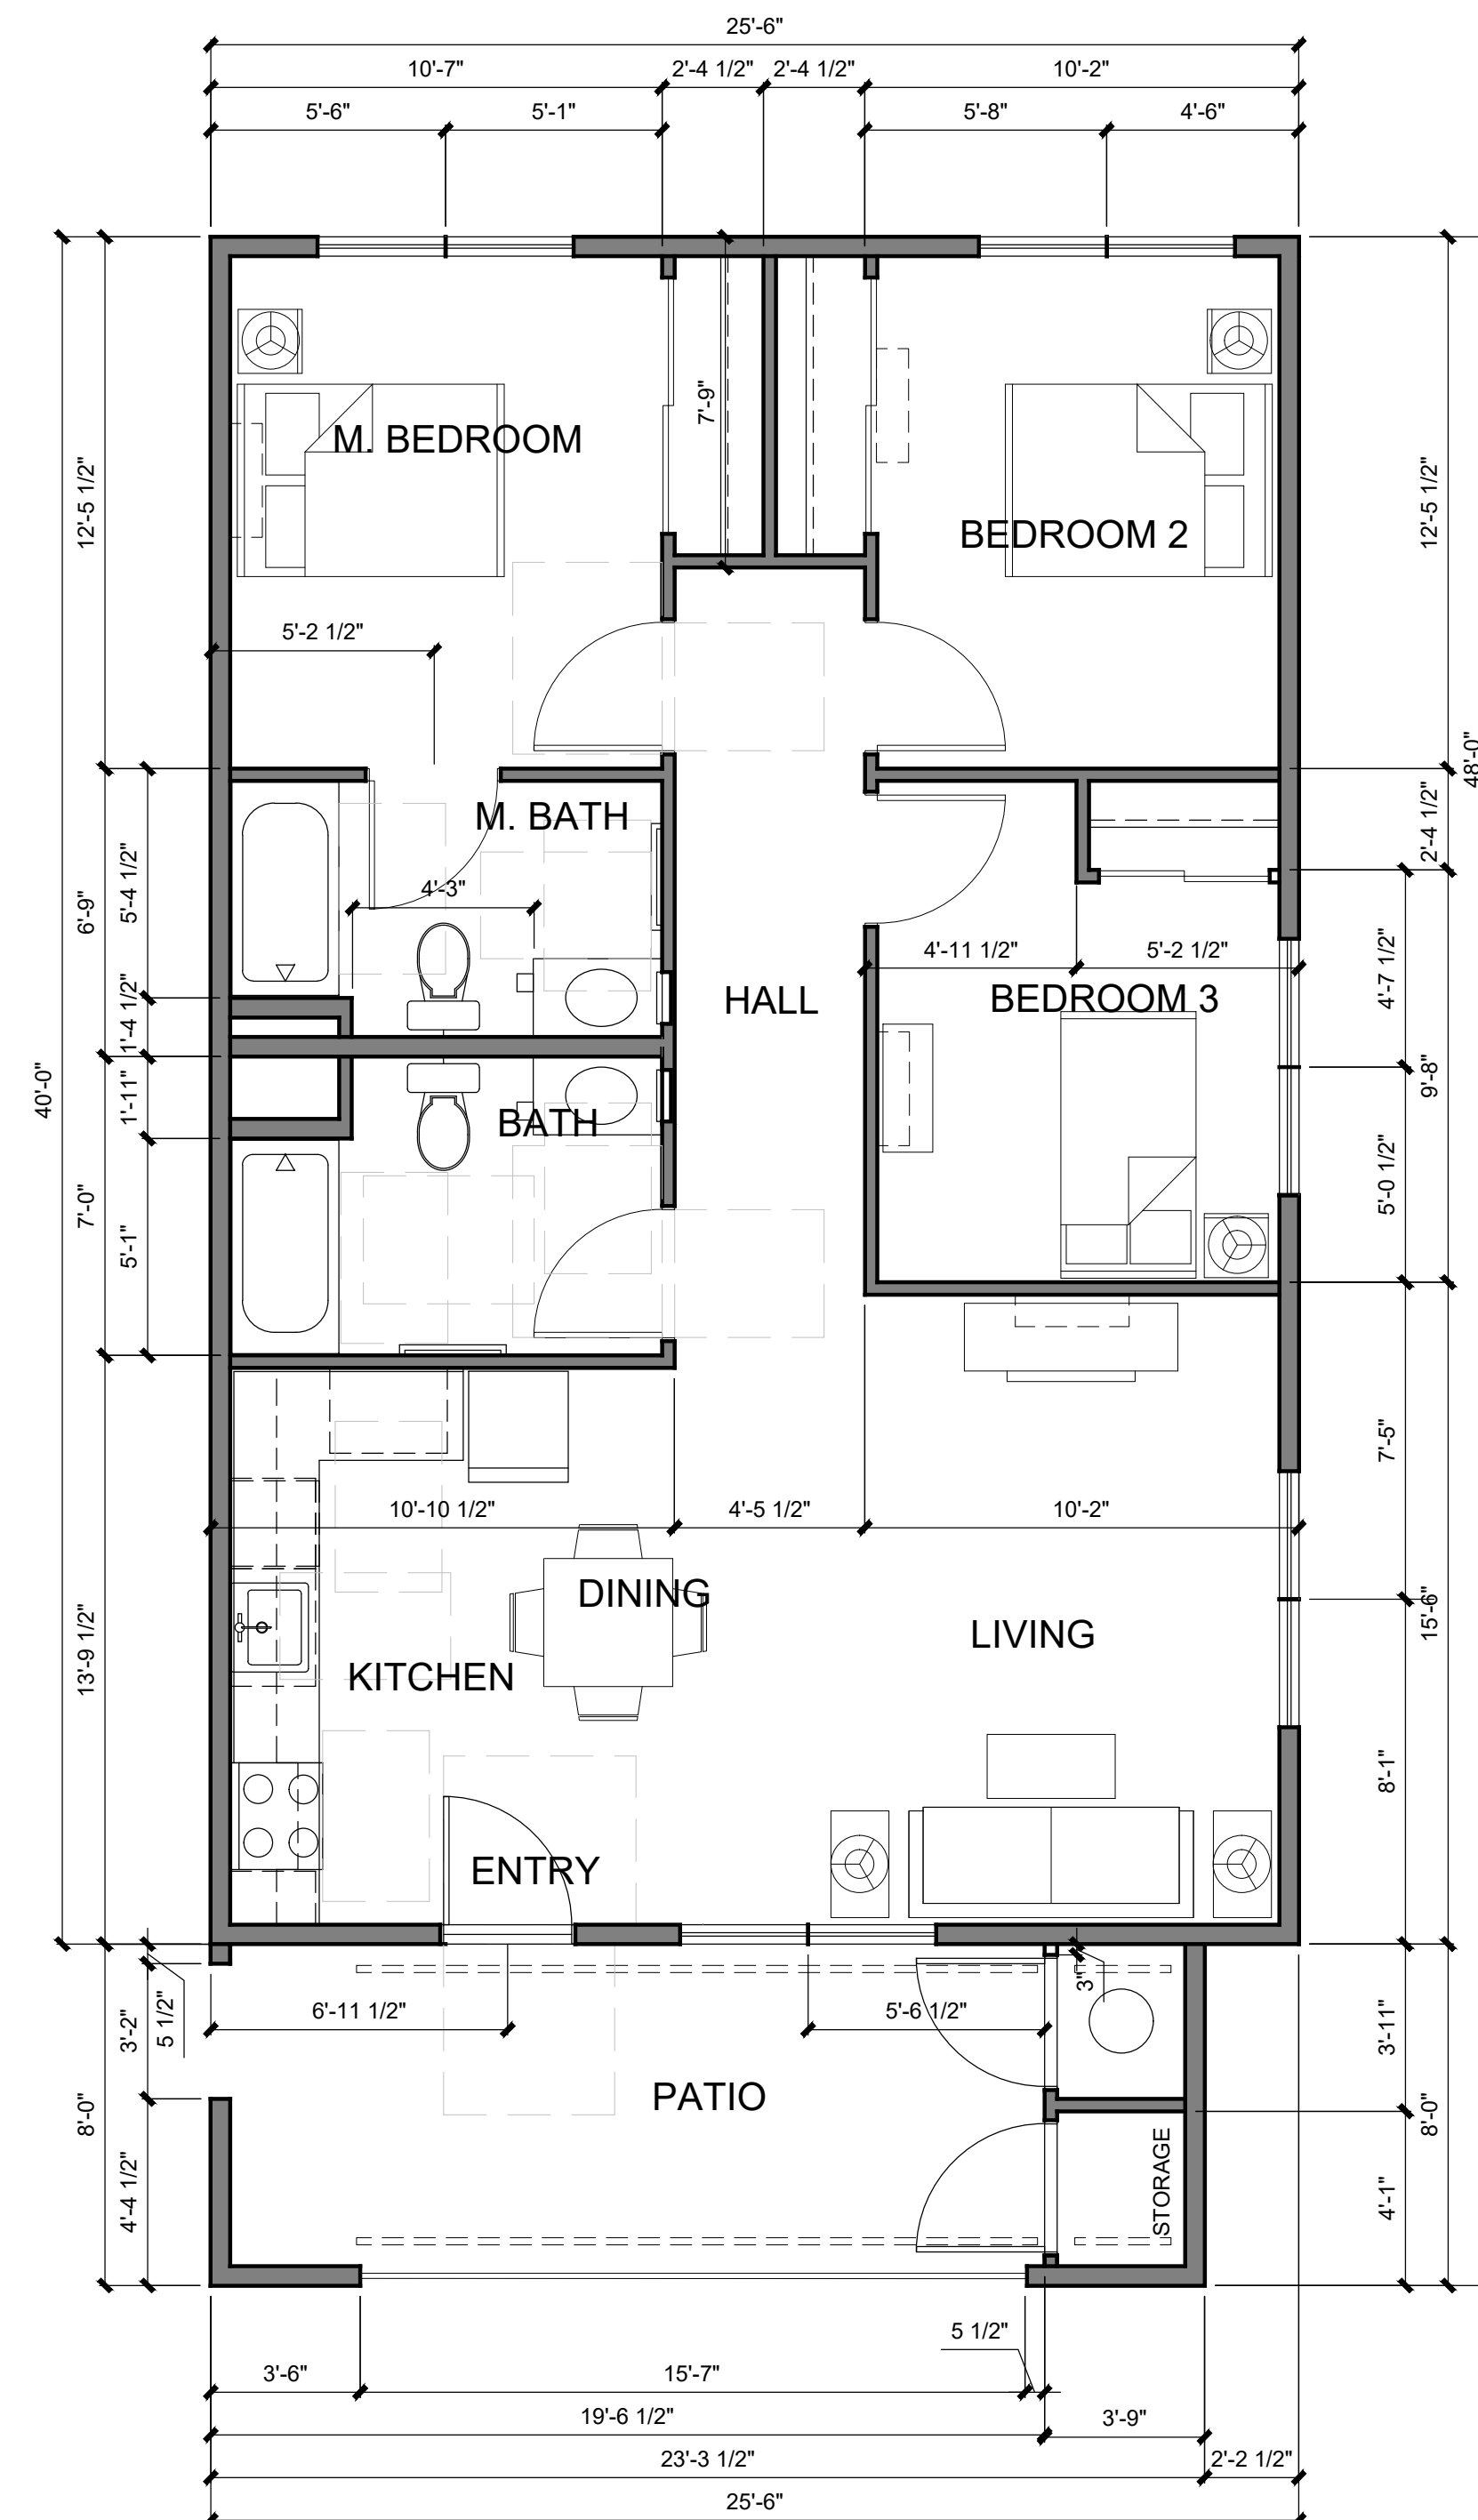 25'-6"
10'-7" 2'-4 1/2" 2'-4 1/2" 10'-2"
5'-6" 5'-1" 5'-8" 4'-6"
7'-9"
M. BEDROOM
BEDROOM 2
12'-5 1/2"
12'-5 1/2"
5'-2 1/2"
48'-0"
M. BATH
2'-4 1/2"
5'-4 1/2"
6'-9"
4'-3"
4'-11 1/2" 5'-2 1/2"
4'-7 1/2"
HALL
BEDROOM 3
1'-4 1/2"
40'-0"
1'-11"
9'-8"
BATH
7'-0"
5'-1"
5'-0 1/2"
7'-5"
10'-10 1/2" 4'-5 1/2" 10'-2"
DINING
LIVING
15'-6"
13'-9 1/2"
KITCHEN
8'-1"
ENTRY
3"
6'-11 1/2" 5'-6 1/2"
3'-2"
5 1/2"
3'-11"
PATIO
8'-0"
8'-0"
STORAGE
4'-4 1/2"
4'-1"
5 1/2"
3'-6" 15'-7"
19'-6 1/2" 3'-9"
23'-3 1/2" 2'-2 1/2"
25'-6"